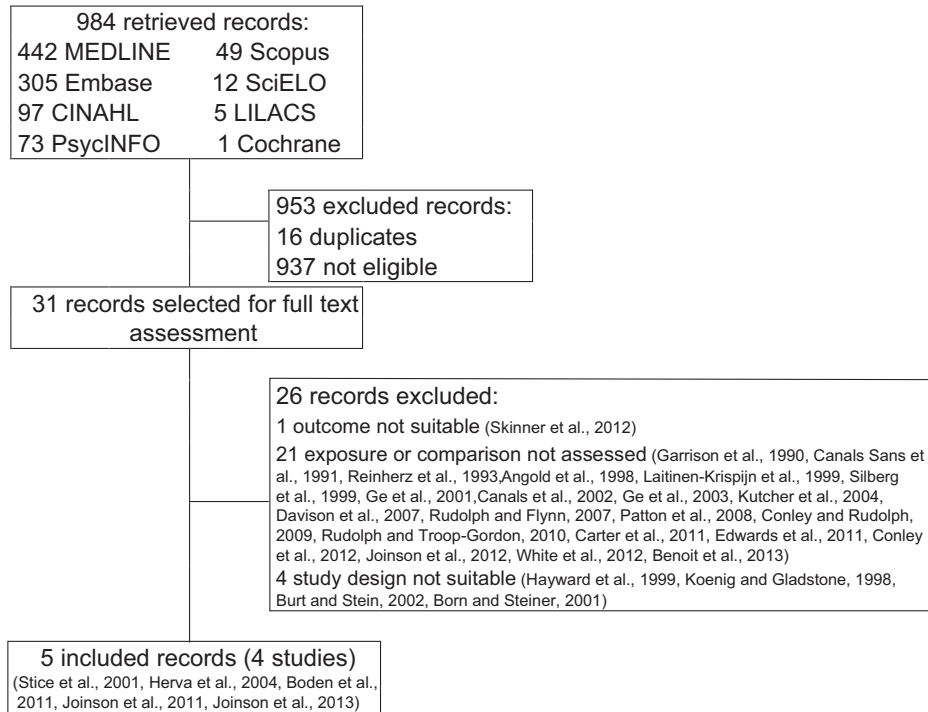 984 retrieved records:
442 MEDLINE 49 Scopus
305 Embase 12 SciELO
97 CINAHL 5 LILACS
73 PsycINFO 1 Cochrane
953 excluded records:
16 duplicates
937 not eligible
31 records selected for full text
assessment
26 records excluded:
1 outcome not suitable (Skinner et al., 2012)
21 exposure or comparison not assessed (Garrison et al., 1990, Canals Sans et
al., 1991, Reinherz et al., 1993,Angold et al., 1998, Laitinen-Krispijn et al., 1999, Silberg
et al., 1999, Ge et al., 2001,Canals et al., 2002, Ge et al., 2003, Kutcher et al., 2004,
Davison et al., 2007, Rudolph and Flynn, 2007, Patton et al., 2008, Conley and Rudolph,
2009, Rudolph and Troop-Gordon, 2010, Carter et al., 2011, Edwards et al., 2011, Conley
et al., 2012, Joinson et al., 2012, White et al., 2012, Benoit et al., 2013)
4 study design not suitable (Hayward et al., 1999, Koenig and Gladstone, 1998,
Burt and Stein, 2002, Born and Steiner, 2001)
5 included records (4 studies)
(Stice et al., 2001, Herva et al., 2004, Boden et al.,
2011, Joinson et al., 2011, Joinson et al., 2013)